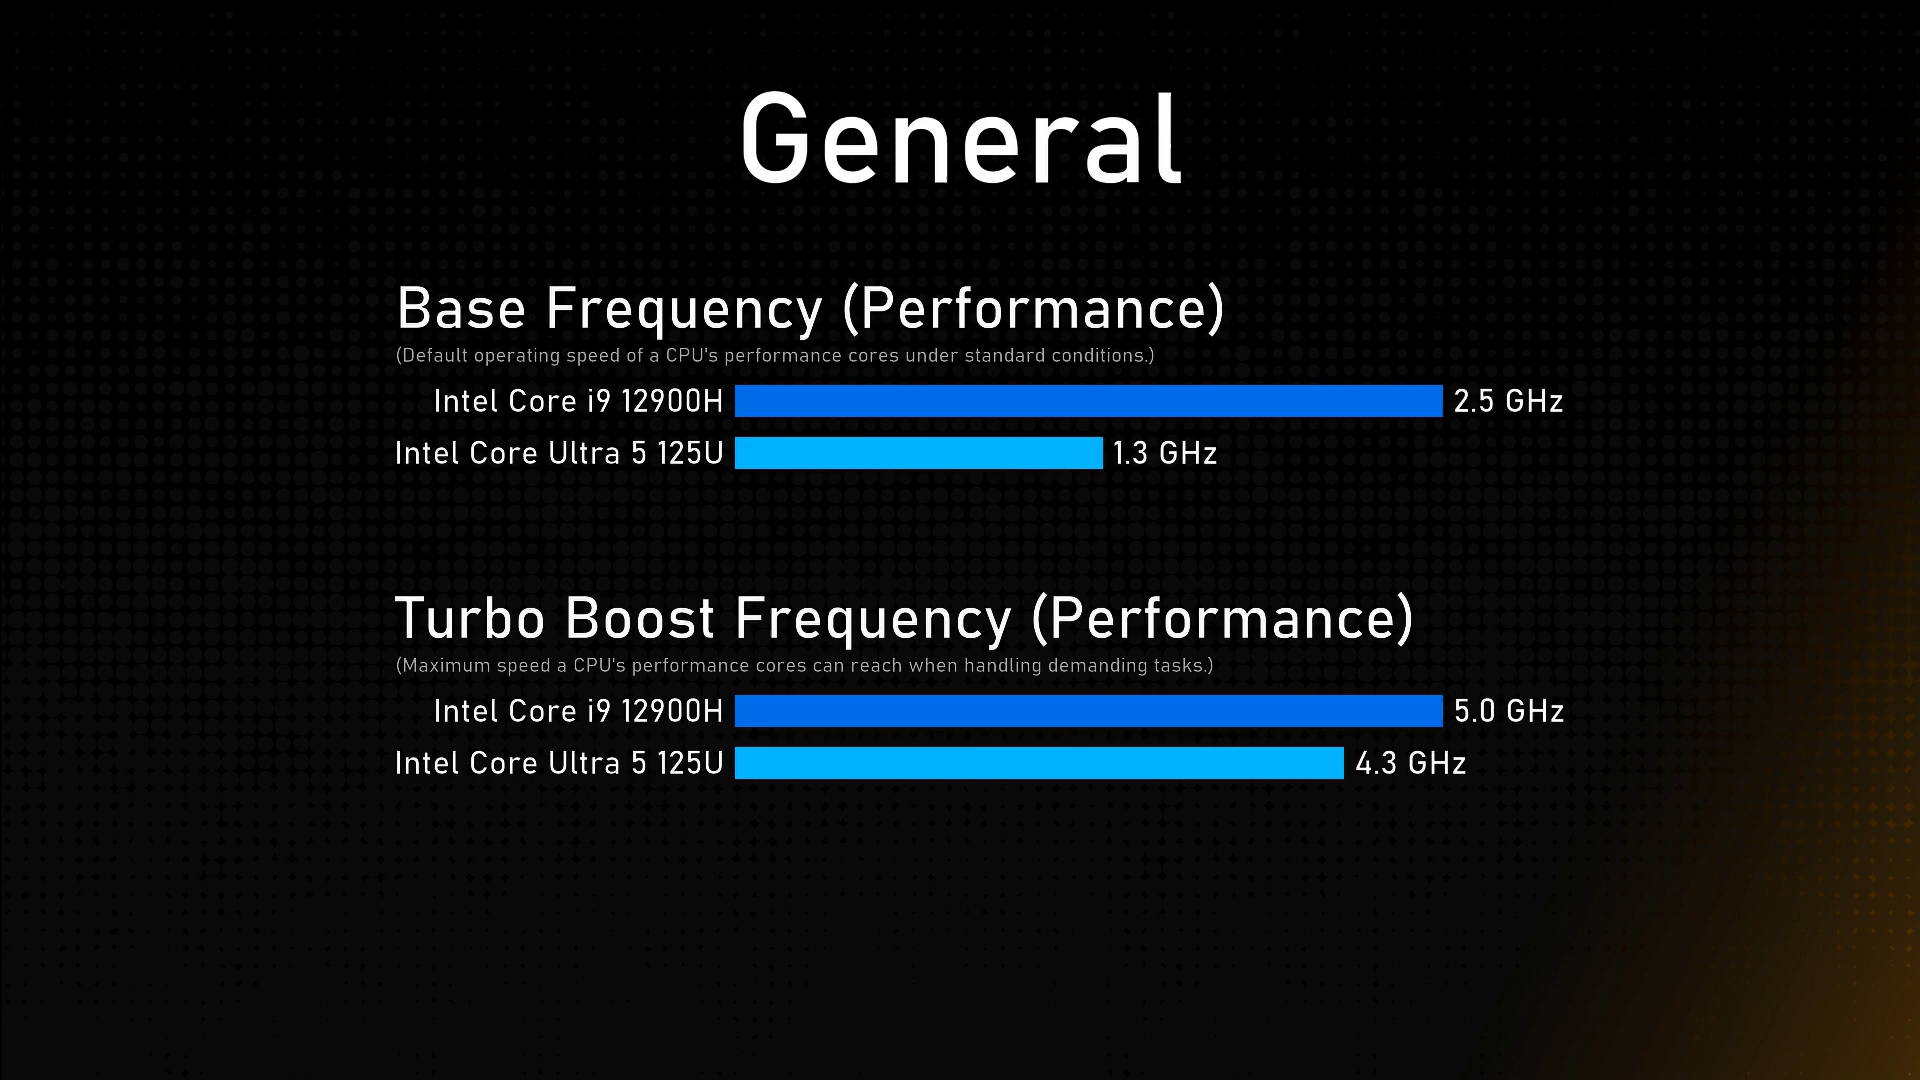 General
Base Frequency (Performance)
(Default operating speed of a CPU's performance cores under standard conditions.)
Intel Core i9 12900H 2.5 GHz
Intel Core Ultra 5 125U 1.3 GHz
Turbo Boost Frequency (Performance)
(Maximum speed a CPU's performance cores can reach when handling demanding tasks.)
Intel Core i9 12900H 5.0 GHz
Intel Core Ultra 5 125U 4.3 GHz